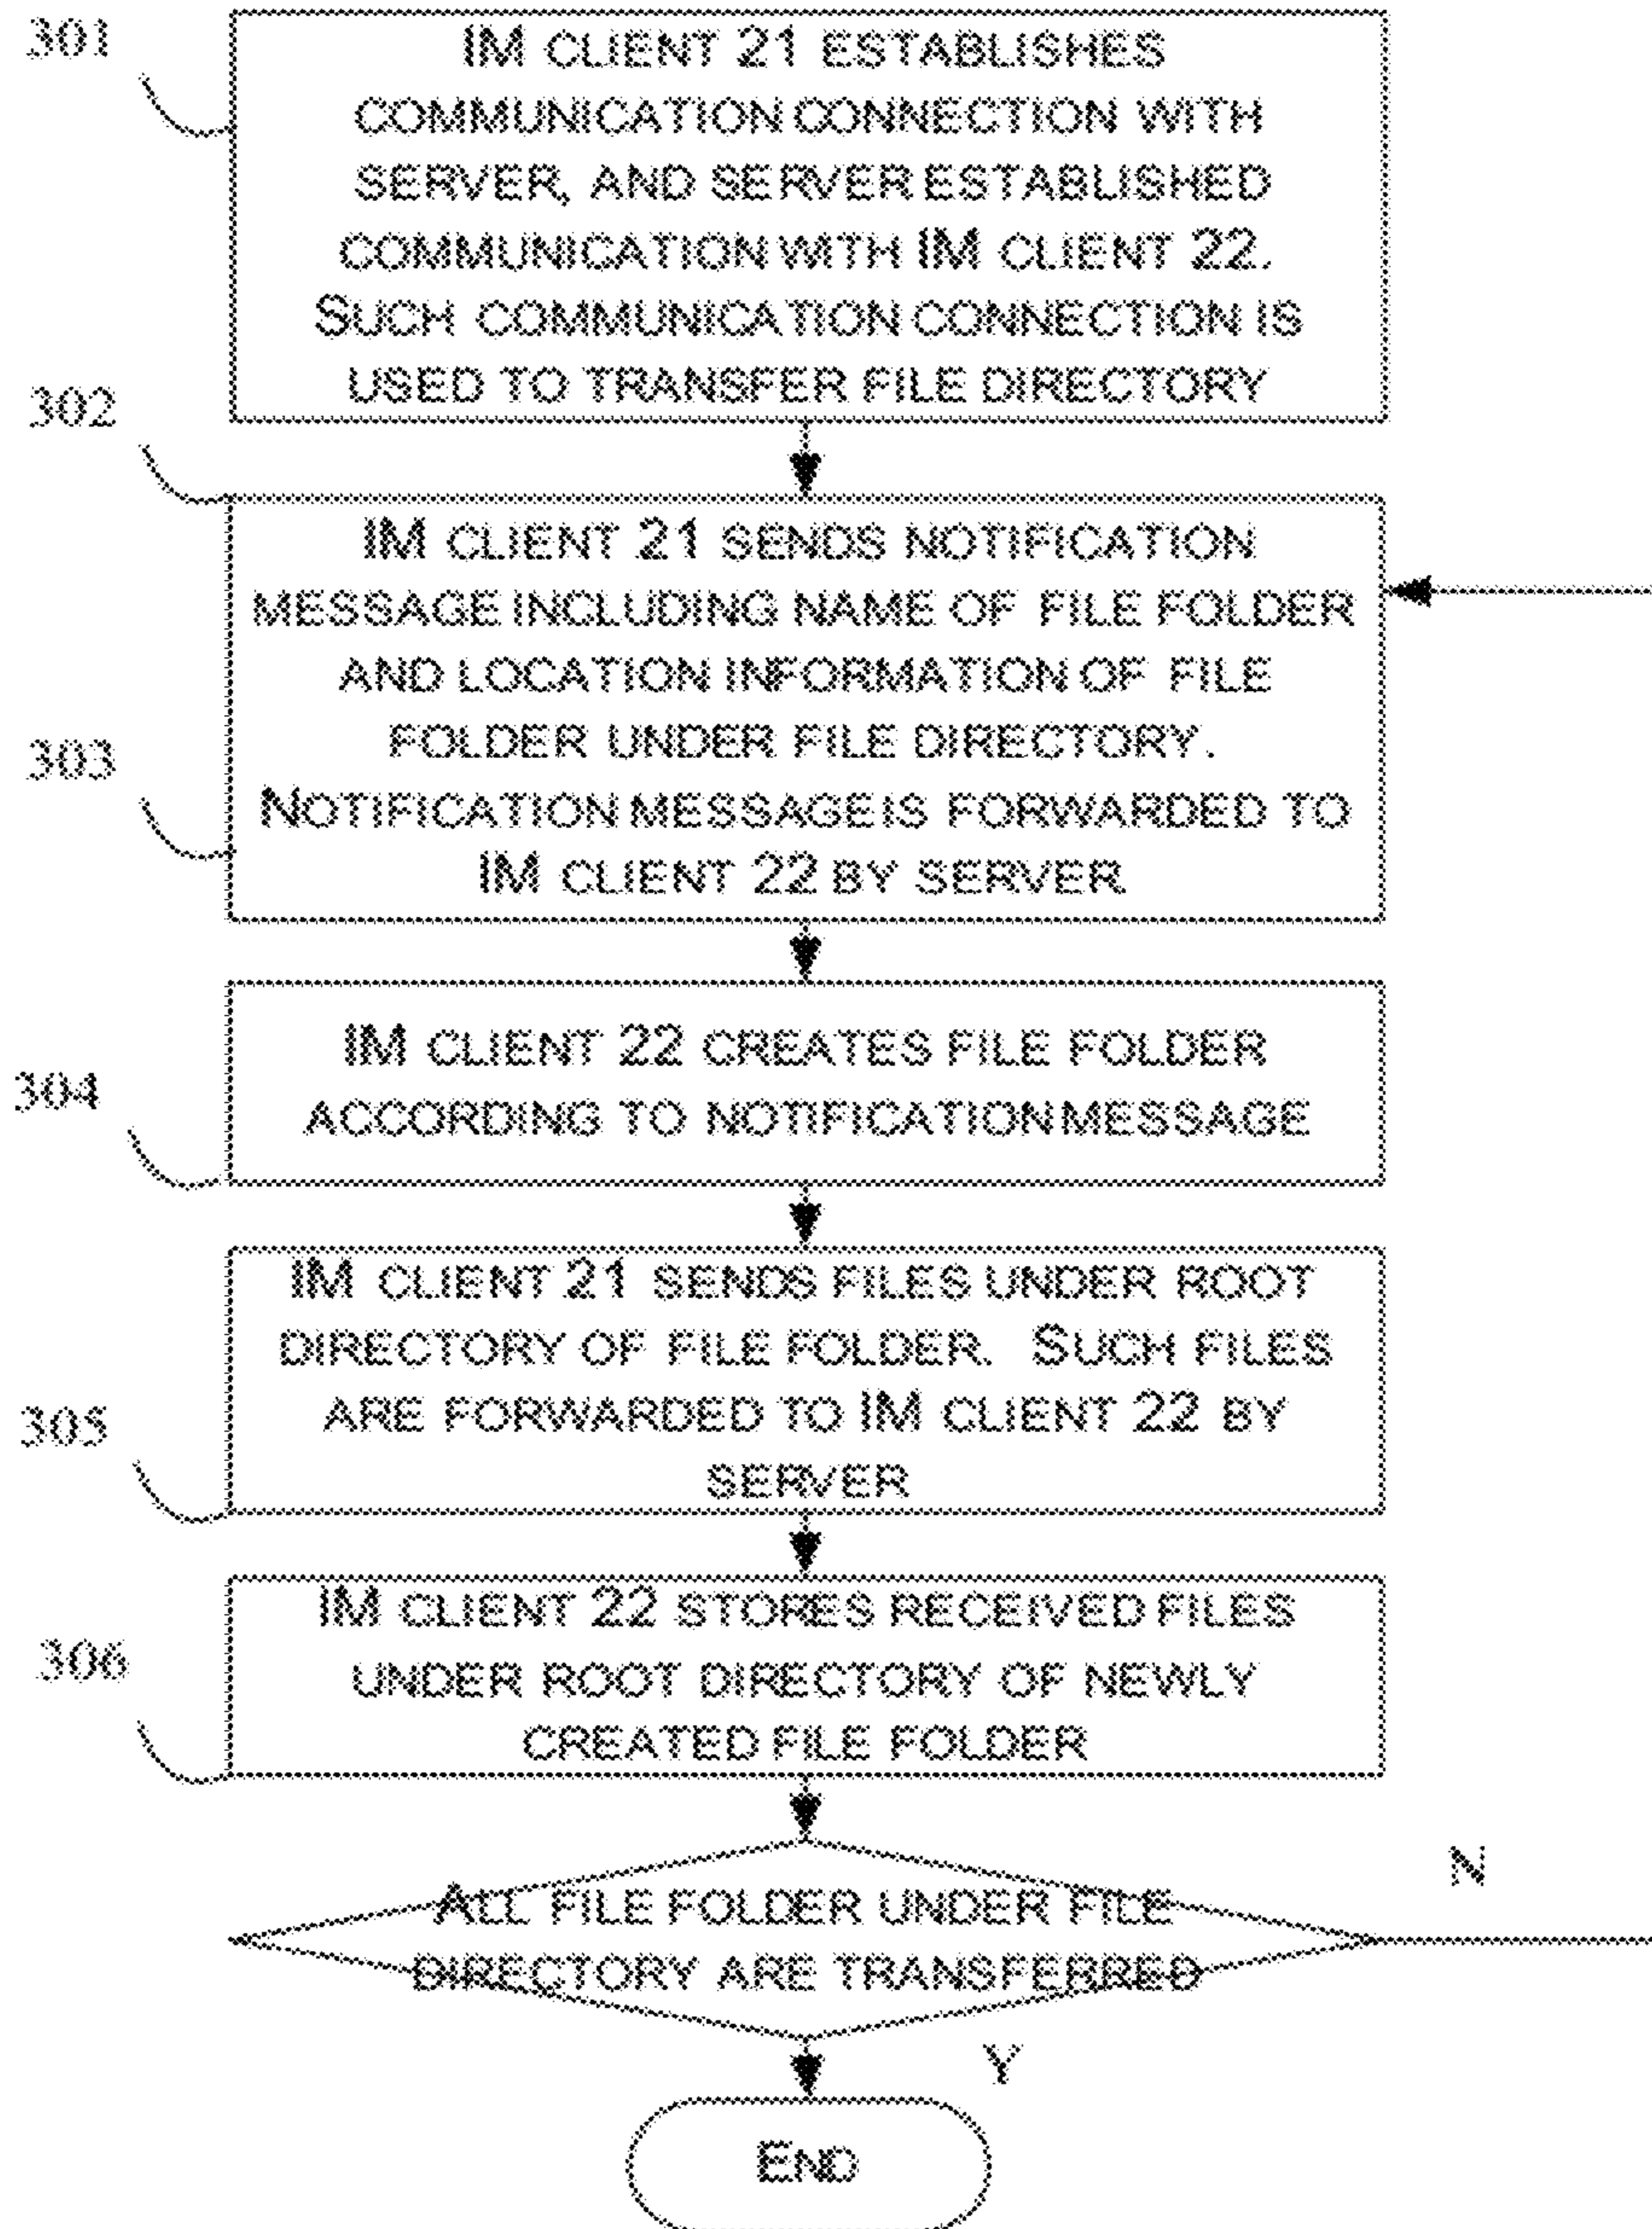 301
IM CLIENT 21 ESTABLISHES
COMMUNICATION CONNECTION WITH
SERVER, AND SERVER ESTABLISHED
COMMUNICATION WITH IM CLIENT 22.
SUCH COMMUNICATION CONNECTION IS
USED TO TRANSFER FILE DIRECTORY
302
IM CLIENT 21 SENDS NOTIFICATION
MESSAGE INCLUDING NAME OF FILE FOLDER
AND LOCATION INFORMATION OF FILE
FOLDER UNDER FILE DIRECTORY.
303
NOTIFICATION MESSAGE IS FORWARDED TO
IM CLIENT 22 BY SERVER
IM CLIENT 22 CREATES FILE FOLDER
ACCORDING TO NOTIFICATION MESSAGE
304
IM CLIENT 21 SENDS FILES UNDER ROOT
DIRECTORY OF FILE FOLDER. SUCH FILES
ARE FORWARDED TO IM CLIENT 22 BY
SERVER
305
IM CLIENT 22 STORES RECEIVED FILES
UNDER ROOT DIRECTORY OF NEWLY
CREATED FILE FOLDER
306
ALL FILE FOLDER UNDER FILE
DIRECTORY ARE TRANSFERRED
N
Y
END